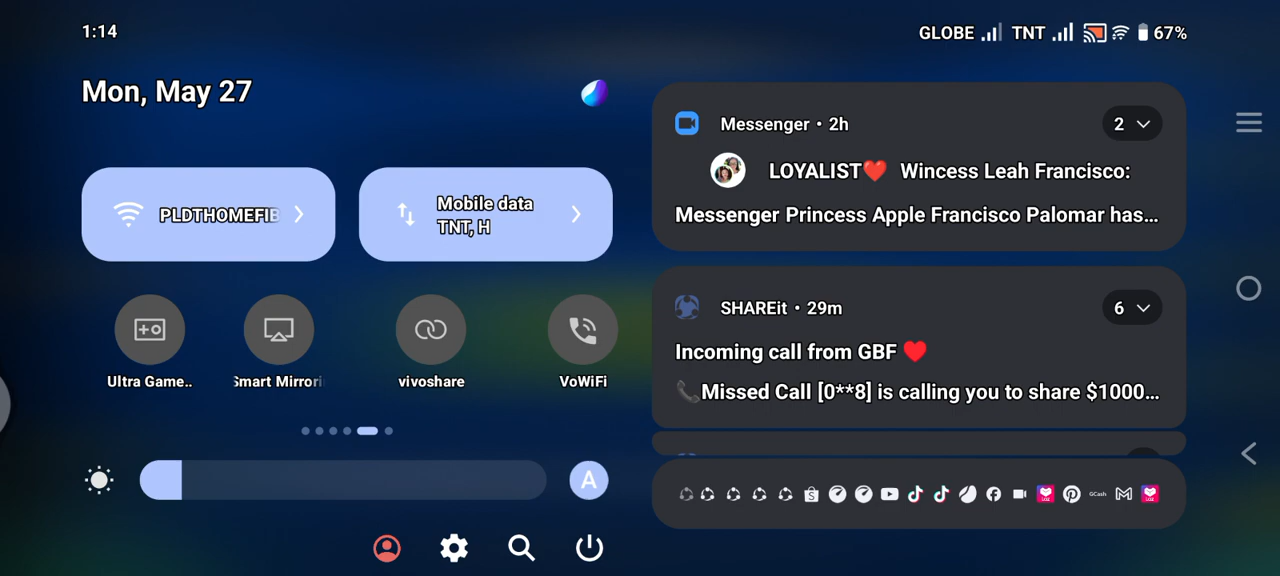 1:14
GLOBE TNT 67%
Mon, May 27
PLDTHOMEFIB
Mobile data
TNT, H
Ultra Game..
Smart Mirrori
vivoshare
VoWiFi
A
Messenger • 2h
2
LOYALIST❤️ Wincess Leah Francisco:
Messenger Princess Apple Francisco Palomar has...
SHAREit • 29m
6
Incoming call from GBF ♥️
📞Missed Call [0**8] is calling you to share $1000...
GCash